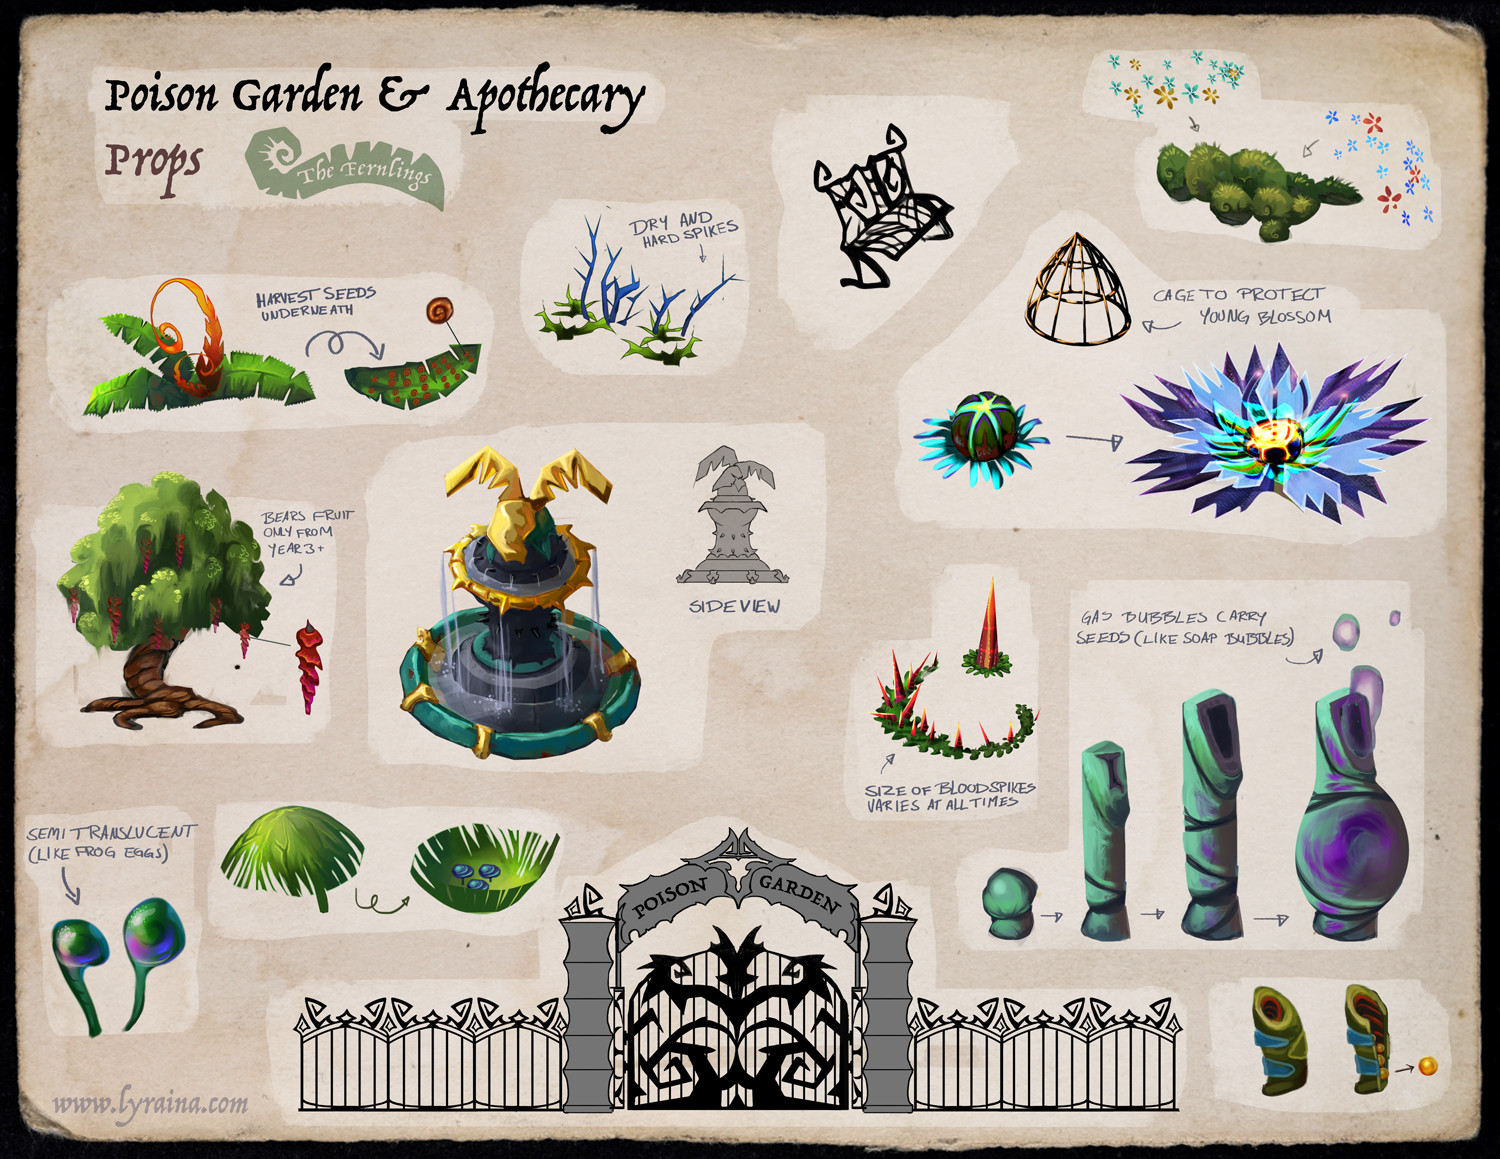 Poison Garden & Apothecary
Props
The Fernlings
DRY AND
HARD SPIKES
HARVEST SEEDS
UNDERNEATH
CAGE TO PROTECT
YOUNG BLOSSOM
BEARS FRUIT
ONLY FROM
YEAR 3+
SIDE VIEW
GAS BUBBLES CARRY
SEEDS (LIKE SOAP BUBBLES)
SIZE OF BLOODSPIKES
VARIES AT ALL TIMES
SEMI TRANSLUCENT
(LIKE FROG EGGS)
POISON GARDEN
www.lyraina.com